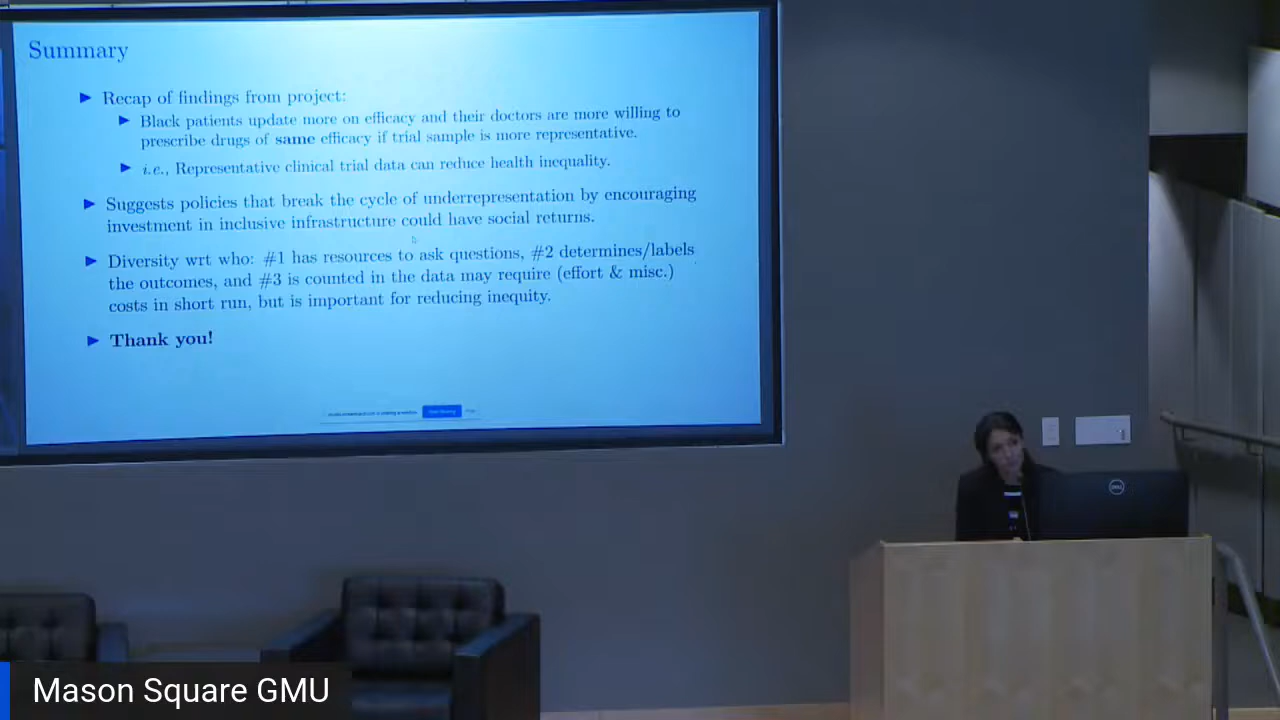 Summary
Recap of findings from project:
Black patients update more on efficacy and their doctors are more willing to
prescribe drugs of same efficacy if trial sample is more representative.
i.e., Representative clinical trial data can reduce health inequality.
Suggests policies that break the cycle of underrepresentation by encouraging
investment in inclusive infrastructure could have social returns.
Diversity wrt who: #1 has resources to ask questions, #2 determines/labels
the outcomes, and #3 is counted in the data may require (effort & misc.)
costs in short run, but is important for reducing inequity.
Thank you!
DELL
Mason Square GMU